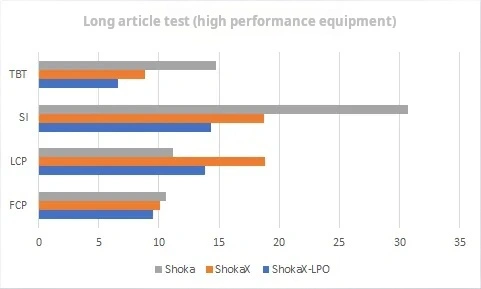 Long article test (high performance equipment)
TBT
SI
LCP
FCP
0 5 10 15 20 25 30 35
Shoka ShokaX ShokaX-LPO